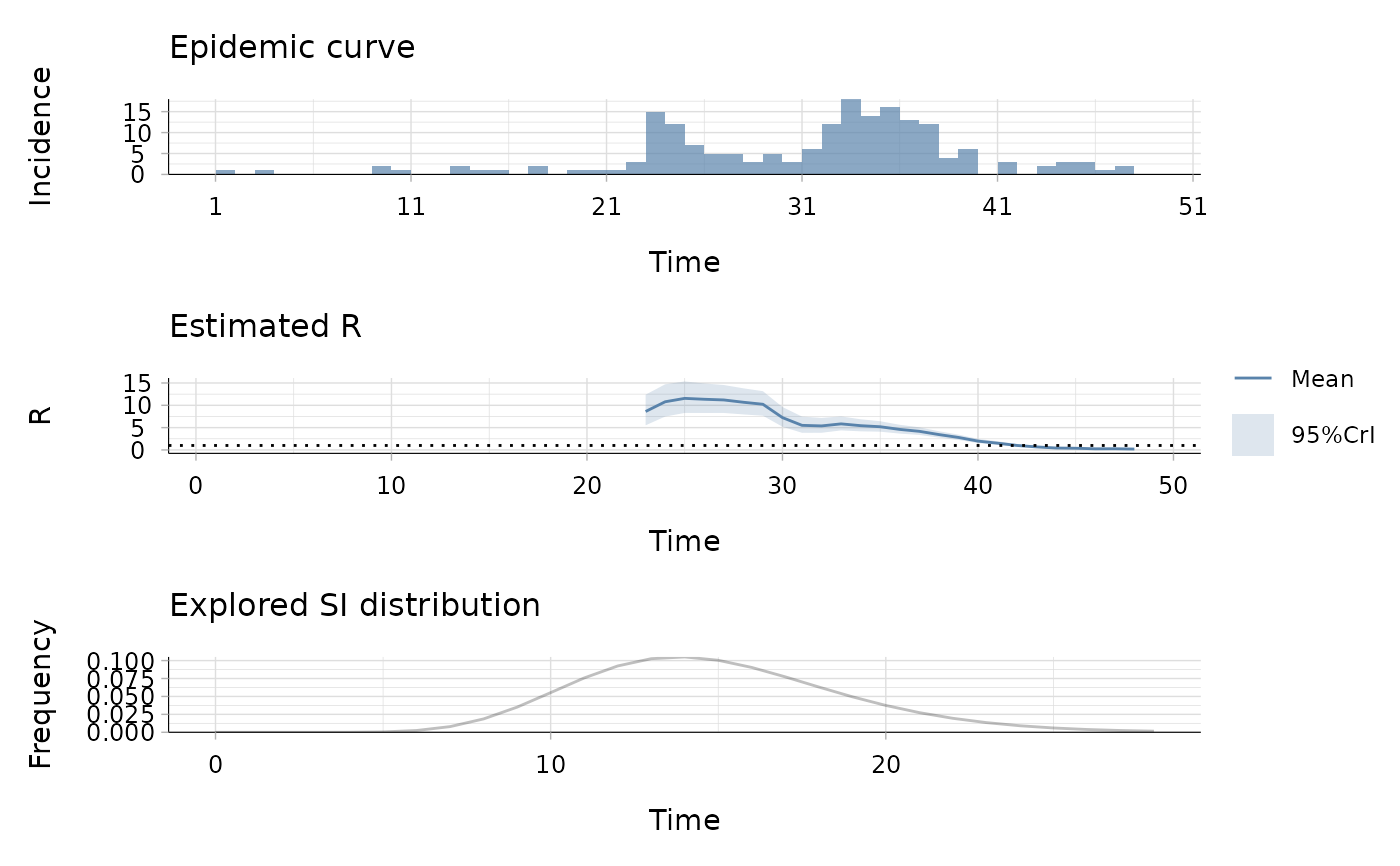 Epidemic curve
Incidence
15
10
5
0
1 11 21 31 41 51
Time
Estimated R
R
15
10
5
0
0 10 20 30 40 50
Time
Mean
95%CrI
Explored SI distribution
Frequency
0.100
0.075
0.050
0.025
0.000
0 10 20
Time